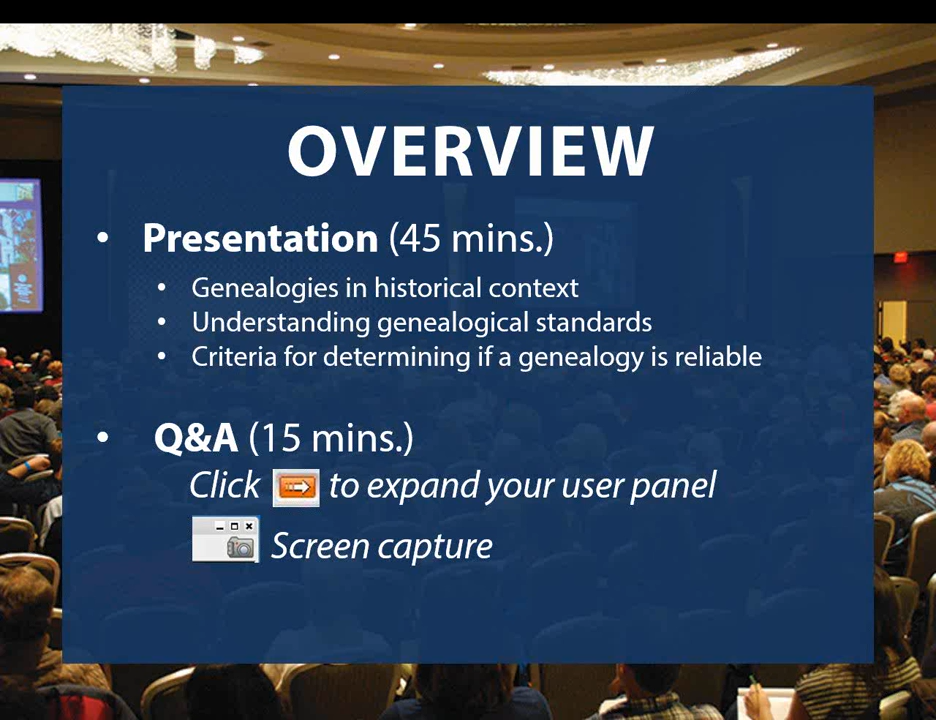 OVERVIEW
• Presentation (45 mins.)
• Genealogies in historical context
• Understanding genealogical standards
• Criteria for determining if a genealogy is reliable
• Q&A (15 mins.)
Click to expand your user panel
Screen capture